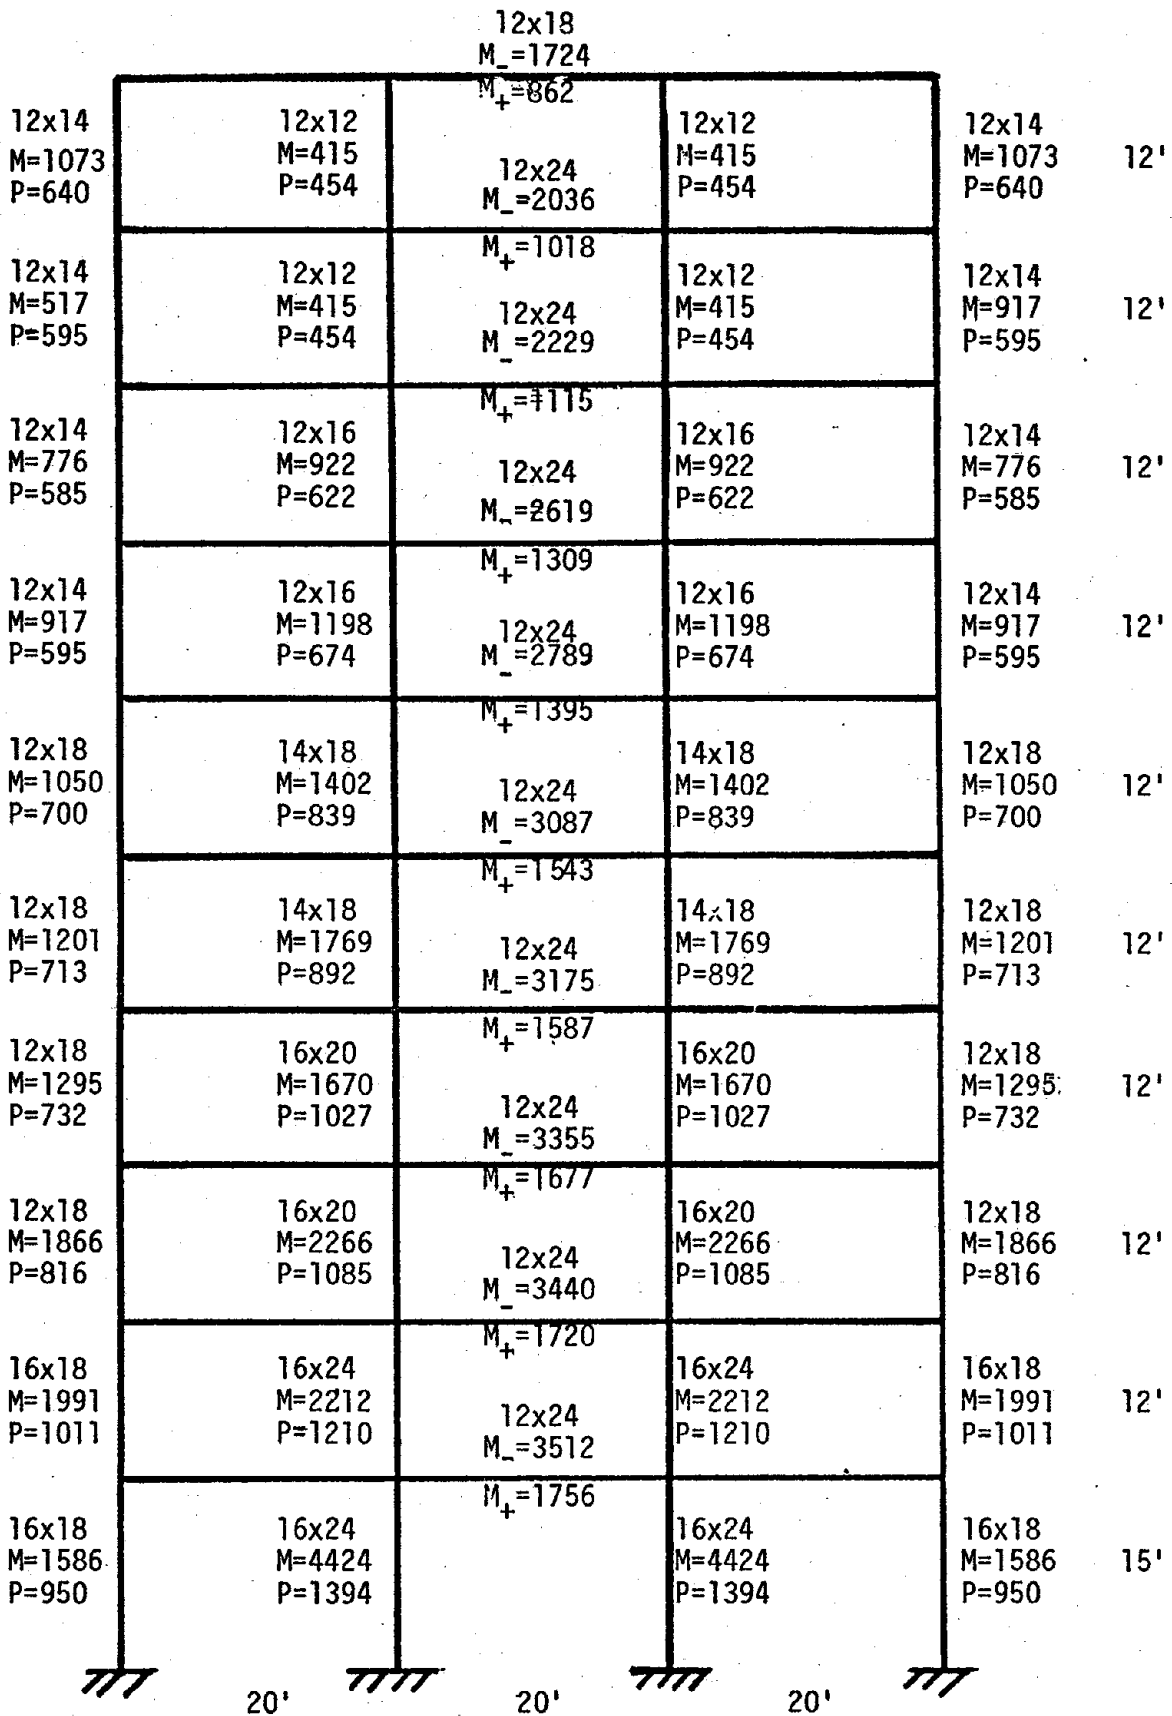 12x18
M_=1724
M+=862
12x14
M=1073
P=640
12x12
M=415
P=454
12x24
M_=2036
12x12
M=415
P=454
12x14
M=1073
P=640
12'
M+=1018
12x14
M=517
P=595
12x12
M=415
P=454
12x24
M_=2229
12x12
M=415
P=454
12x14
M=917
P=595
12'
M+=1115
12x14
M=776
P=585
12x16
M=922
P=622
12x24
M_=2619
12x16
M=922
P=622
12x14
M=776
P=585
12'
M+=1309
12x14
M=917
P=595
12x16
M=1198
P=674
12x24
M_=2789
12x16
M=1198
P=674
12x14
M=917
P=595
12'
M+=1395
12x18
M=1050
P=700
14x18
M=1402
P=839
12x24
M_=3087
14x18
M=1402
P=839
12x18
M=1050
P=700
12'
M+=1543
12x18
M=1201
P=713
14x18
M=1769
P=892
12x24
M_=3175
14x18
M=1769
P=892
12x18
M=1201
P=713
12'
M+=1587
12x18
M=1295
P=732
16x20
M=1670
P=1027
12x24
M_=3355
16x20
M=1670
P=1027
12x18
M=1295
P=732
12'
M+=1677
12x18
M=1866
P=816
16x20
M=2266
P=1085
12x24
M_=3440
16x20
M=2266
P=1085
12x18
M=1866
P=816
12'
M+=1720
16x18
M=1991
P=1011
16x24
M=2212
P=1210
12x24
M_=3512
16x24
M=2212
P=1210
16x18
M=1991
P=1011
12'
M+=1756
16x18
M=1586
P=950
16x24
M=4424
P=1394
16x24
M=4424
P=1394
16x18
M=1586
P=950
15'
20'
20'
20'